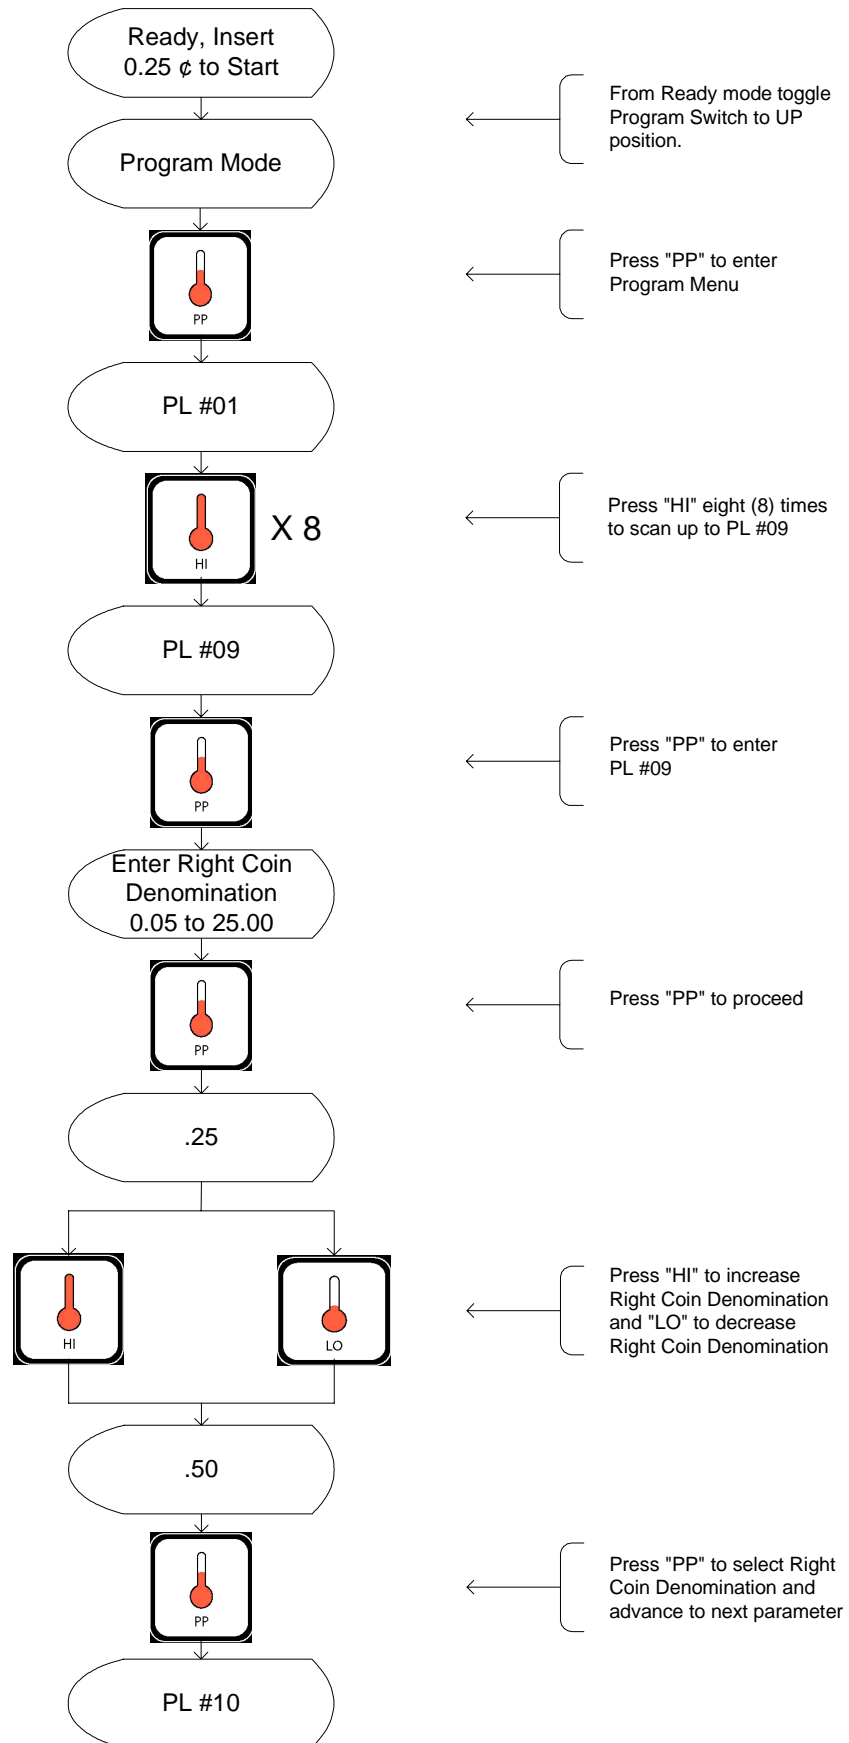 Ready, Insert
0.25 ¢ to Start
From Ready mode toggle
Program Switch to UP
position.
Program Mode
Press "PP" to enter
Program Menu
PP
PL #01
Press "HI" eight (8) times
to scan up to PL #09
X 8
HI
PL #09
Press "PP" to enter
PL #09
PP
Enter Right Coin
Denomination
0.05 to 25.00
Press "PP" to proceed
PP
.25
Press "HI" to increase
Right Coin Denomination
and "LO" to decrease
Right Coin Denomination
HI
LO
.50
Press "PP" to select Right
Coin Denomination and
advance to next parameter
PP
PL #10